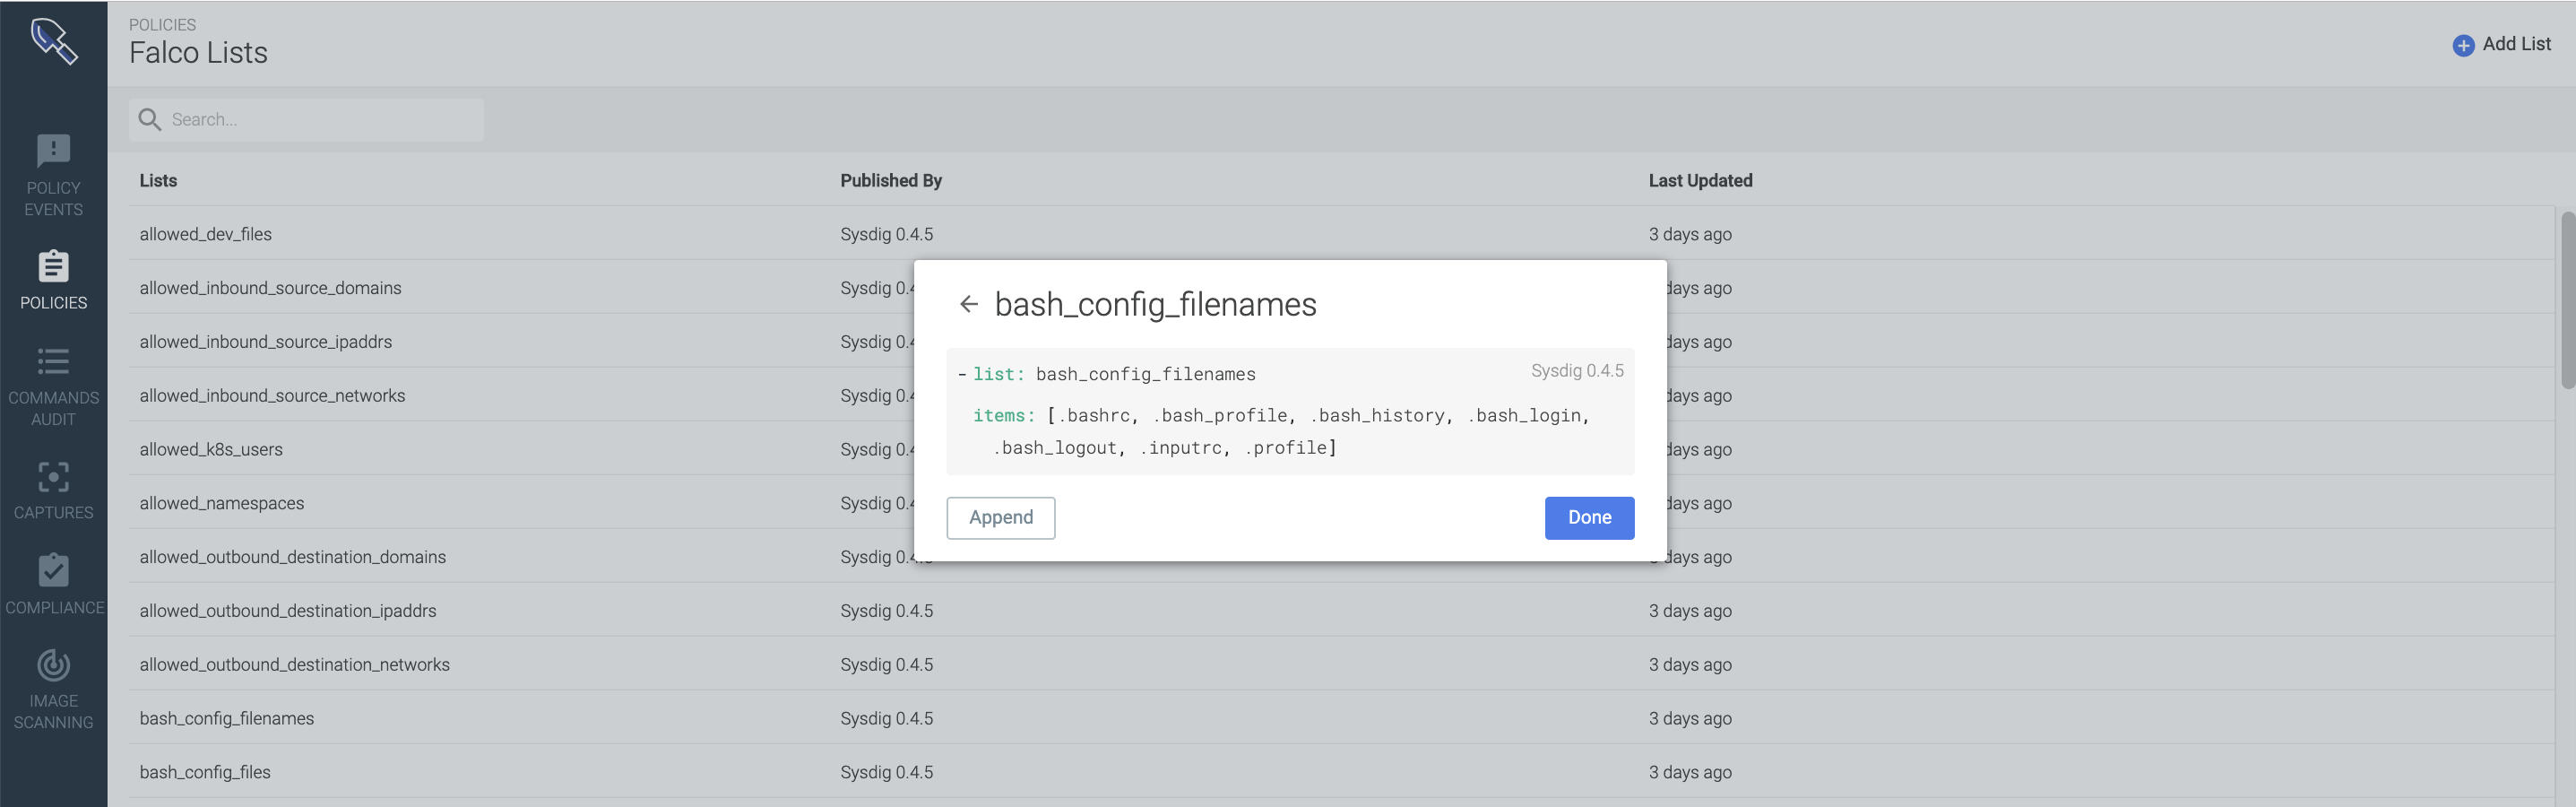 POLICIES
Falco Lists
Add List
Search...
POLICY
EVENTS
POLICIES
COMMANDS
AUDIT
CAPTURES
COMPLIANCE
IMAGE
SCANNING
Lists Published By Last Updated
allowed_dev_files Sysdig 0.4.5 3 days ago
allowed_inbound_source_domains Sysdig 0.4 days ago
allowed_inbound_source_ipaddrs Sysdig 0.4 days ago
allowed_inbound_source_networks Sysdig 0.4 days ago
allowed_k8s_users Sysdig 0.4 days ago
allowed_namespaces Sysdig 0.4 days ago
allowed_outbound_destination_domains Sysdig 0.4 days ago
allowed_outbound_destination_ipaddrs Sysdig 0.4.5 3 days ago
allowed_outbound_destination_networks Sysdig 0.4.5 3 days ago
bash_config_filenames Sysdig 0.4.5 3 days ago
bash_config_files Sysdig 0.4.5 3 days ago
bash_config_filenames
- list: bash_config_filenames Sysdig 0.4.5
items: [.bashrc, .bash_profile, .bash_history, .bash_login,
.bash_logout, .inputrc, .profile]
Append Done